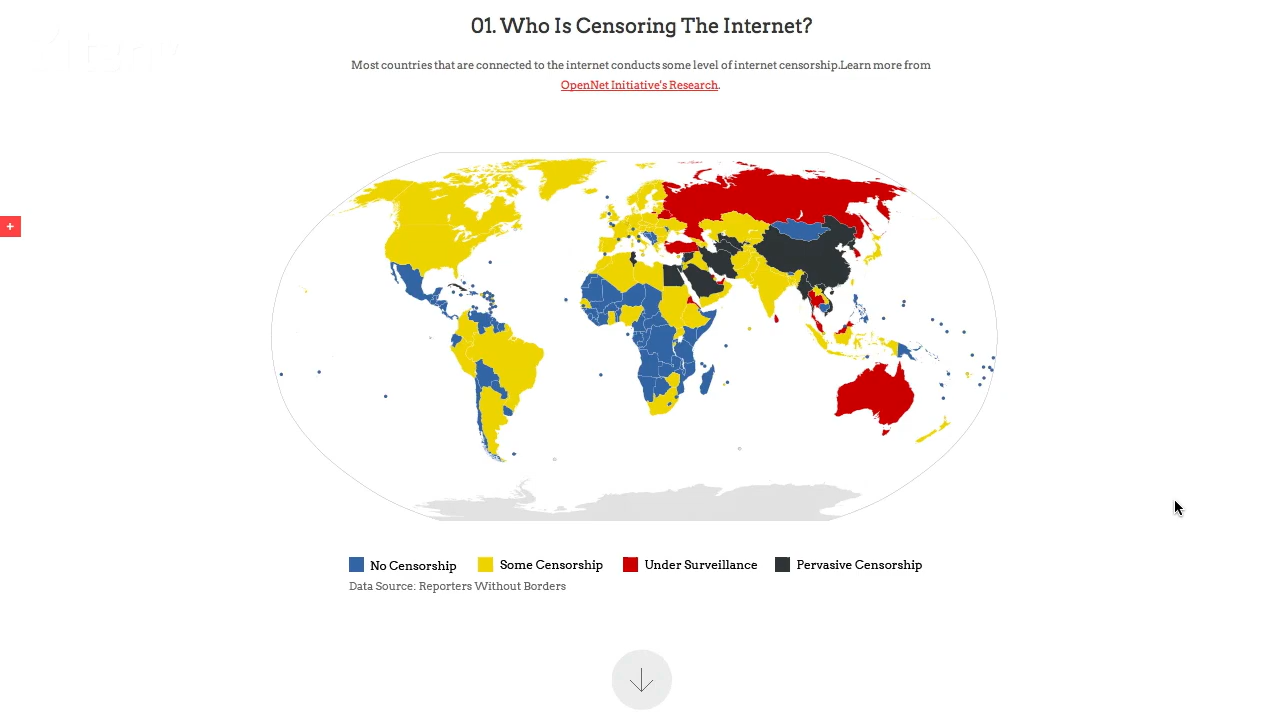 01. Who Is Censoring The Internet?
Most countries that are connected to the internet conducts some level of internet censorship.Learn more from
OpenNet Initiative's Research.
+
No Censorship Some Censorship Under Surveillance Pervasive Censorship
Data Source: Reporters Without Borders